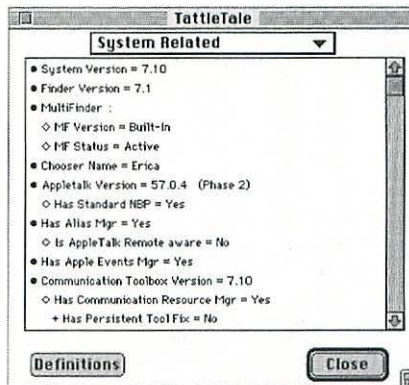 TattleTale
System Related
● System Version = 7.10
● Finder Version = 7.1
● MultiFinder :
◇ MF Version = Built-In
◇ MF Status = Active
● Chooser Name = Erica
● Appletalk Version = 57.0.4 (Phase 2)
◇ Has Standard NBP = Yes
● Has Alias Mgr = Yes
◇ Is AppleTalk Remote aware = No
● Has Apple Events Mgr = Yes
● Communication Toolbox Version = 7.10
◇ Has Communication Resource Mgr = Yes
+ Has Persistent Tool Fix = No
Definitions
Close